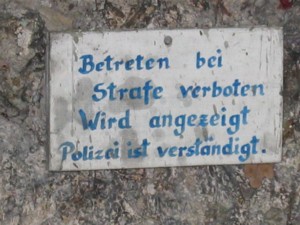 Betreten bei
Strafe verboten
Wird angezeigt
Polizei ist verständigt.